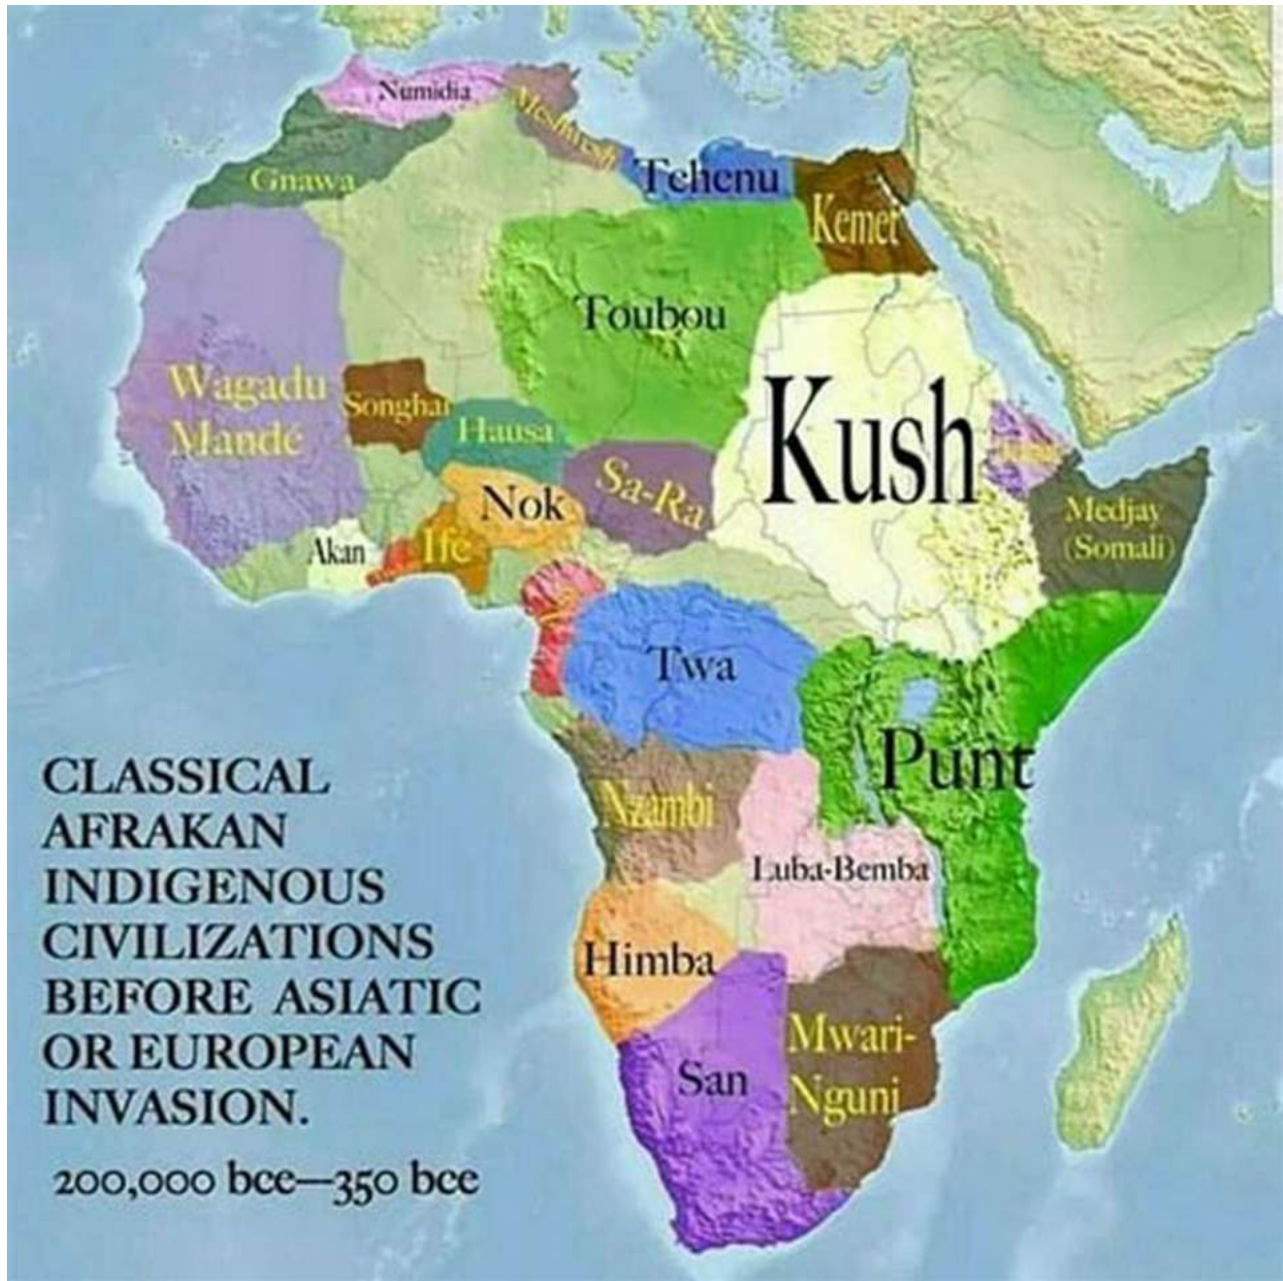 Numidia
Meshwesh
Gnawa
Tehenu
Kemet
Toubou
Kush
Wagadu
Mandé
Songhai
Hausa
Nok
Sa-Ra
Akan
Ife
Medjay
(Somali)
Twa
Punt
Nzambi
Luba-Bemba
Himba
San
Mwari-
Nguni
CLASSICAL
AFRAKAN
INDIGENOUS
CIVILIZATIONS
BEFORE ASIATIC
OR EUROPEAN
INVASION.
200,000 bce—350 bce